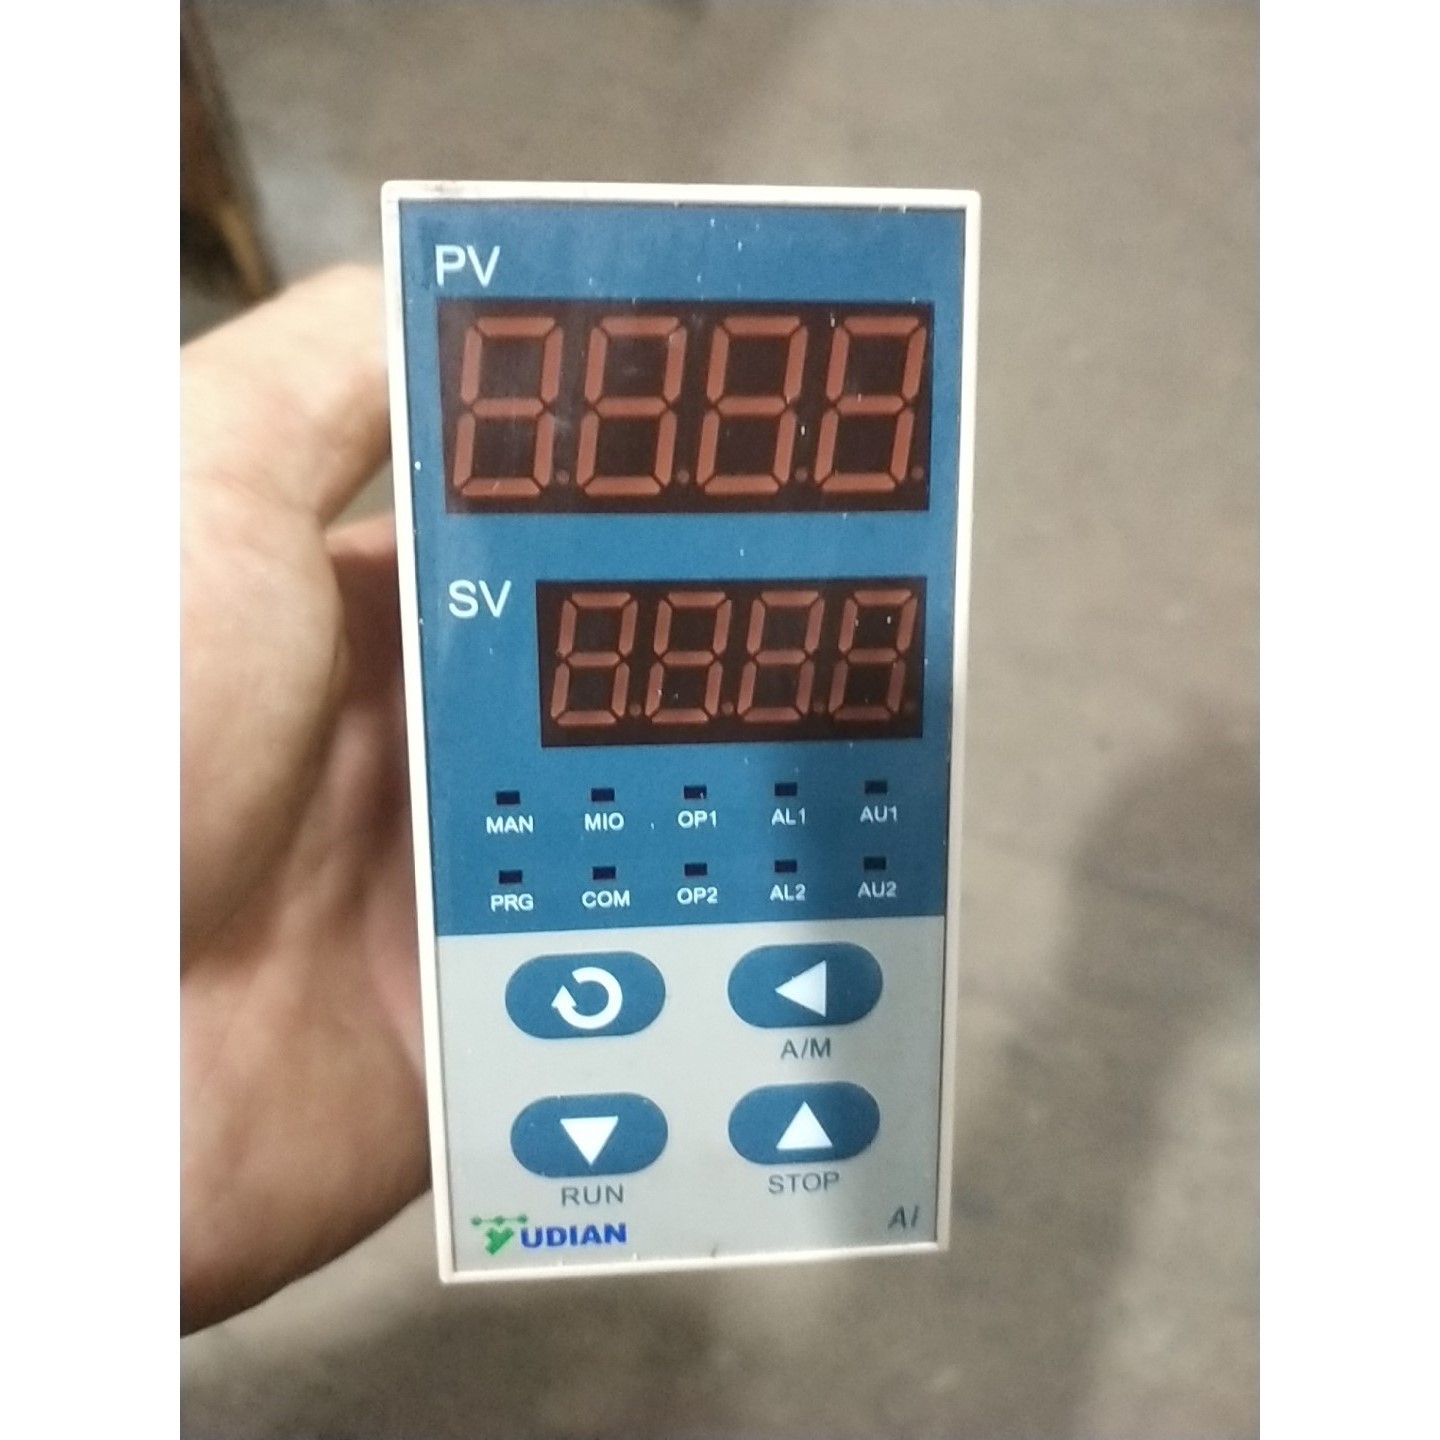 PV
SV
MAN MIO OP1 AL1 AU1
PRG COM OP2 AL2 AU2
A/M
RUN STOP
YUDIAN AI